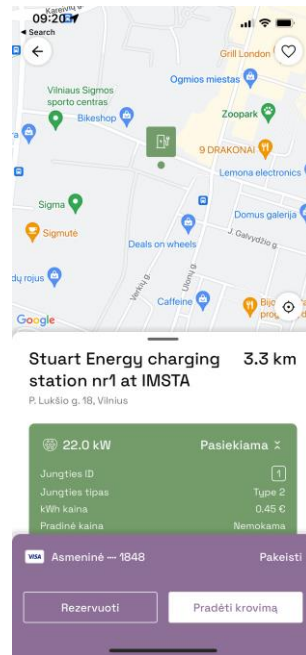 Kareivių g.
09:20
Search
Grill London
Ogmios miestas
Vilniaus Sigmos
sporto centras
Bikeshop
Zoopark
9 DRAKONAI
Lemona electronics
Sigma
Domus galerija
Sigmutė
J. Galvydžio g.
Deals on wheels
dų rojus
Verkių g.
Ulonų g.
Caffeine
Google
Stuart Energy charging 3.3 km
station nr1 at IMSTA
P. Lukšio g. 18, Vilnius
22.0 kW Pasiekiama
Jungties ID 1
Jungties tipas Type 2
kWh kaina 0.45 €
Pradinė kaina Nemokama
VISA Asmeninė — 1848 Pakeisti
Rezervuoti Pradėti krovimą